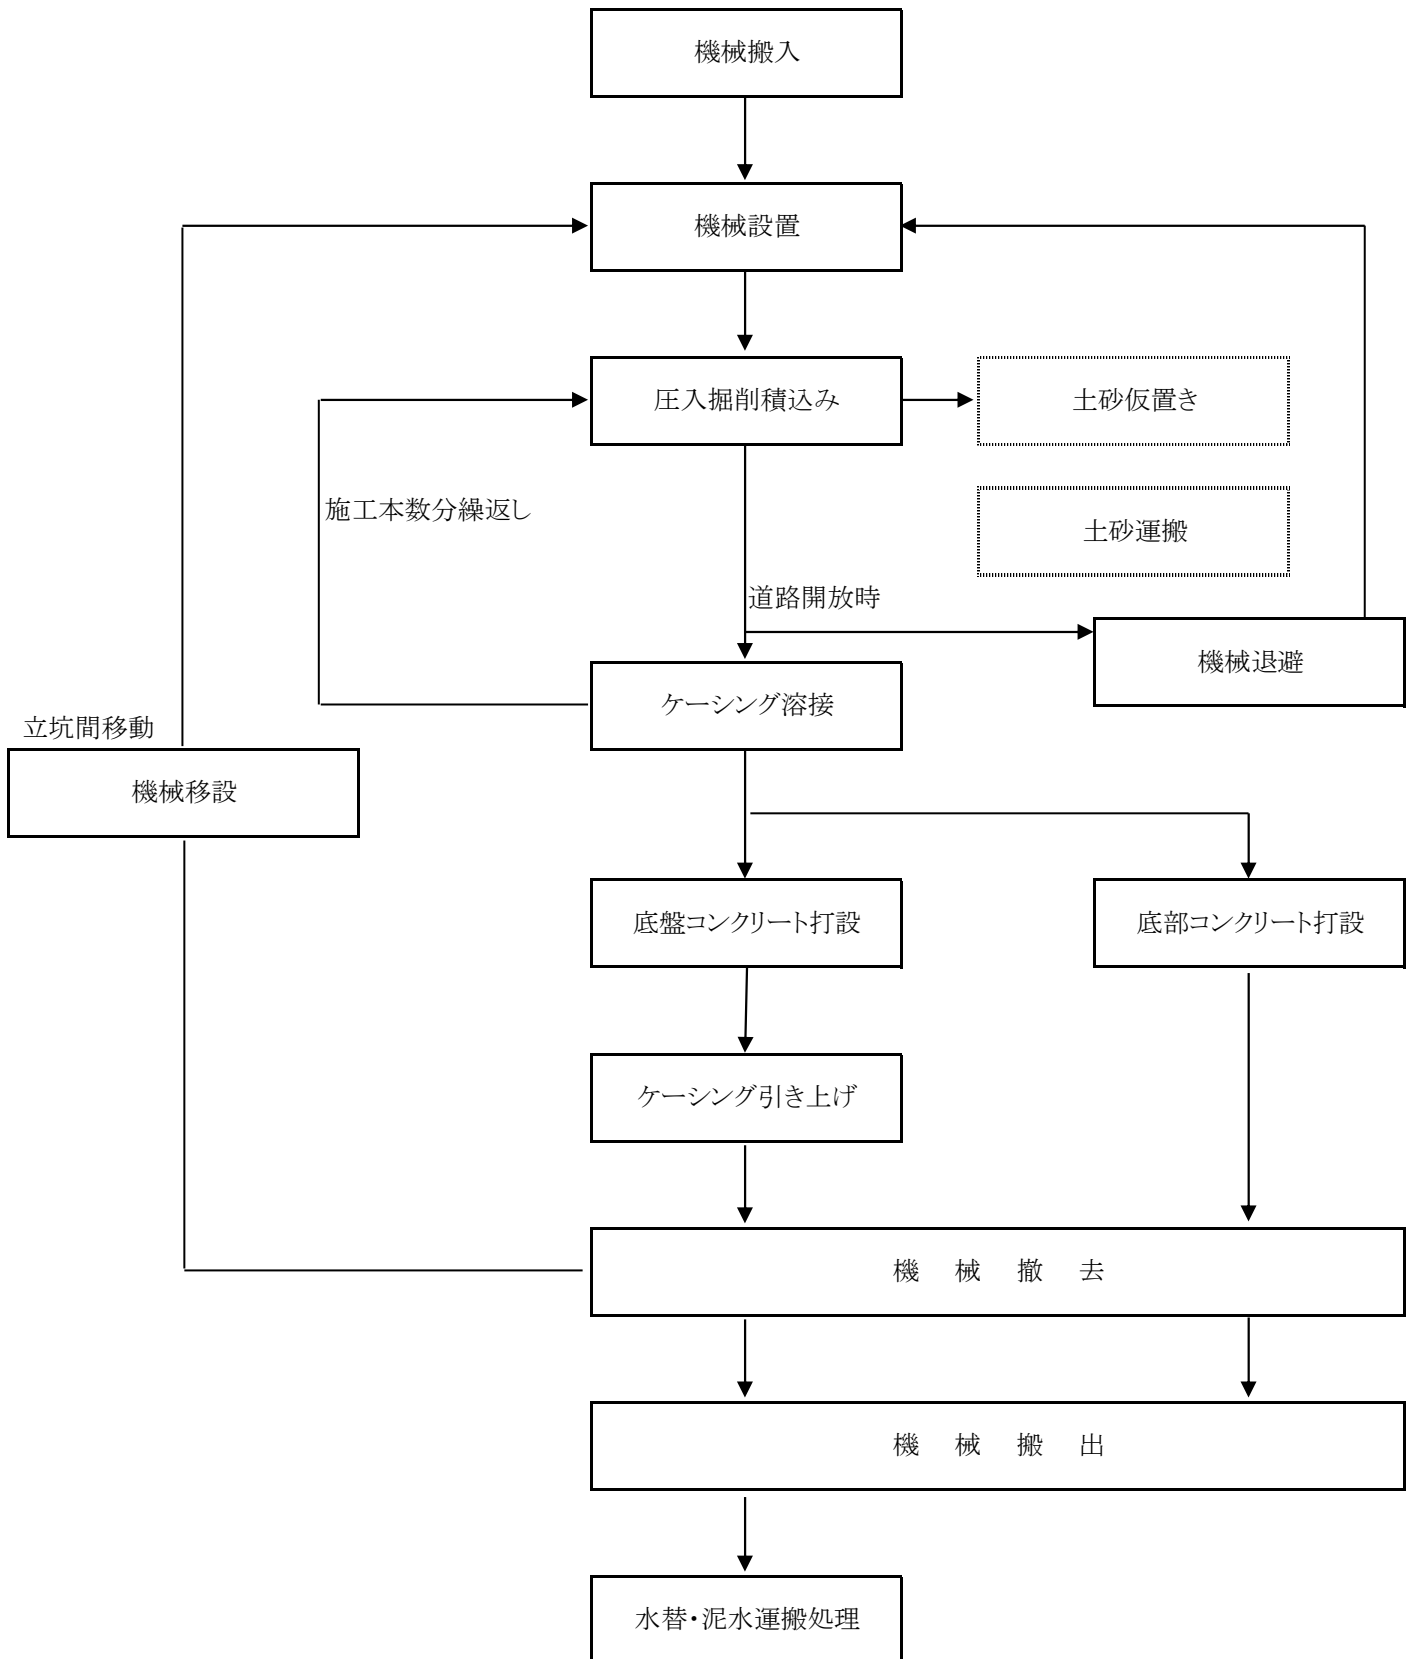 機械搬入
機械設置
圧入掘削積込み
土砂仮置き
施工本数分繰返し
土砂運搬
道路開放時
機械退避
ケーシング溶接
立坑間移動
機械移設
底盤コンクリート打設
底部コンクリート打設
ケーシング引き上げ
機 械 撤 去
機 械 搬 出
水替・泥水運搬処理